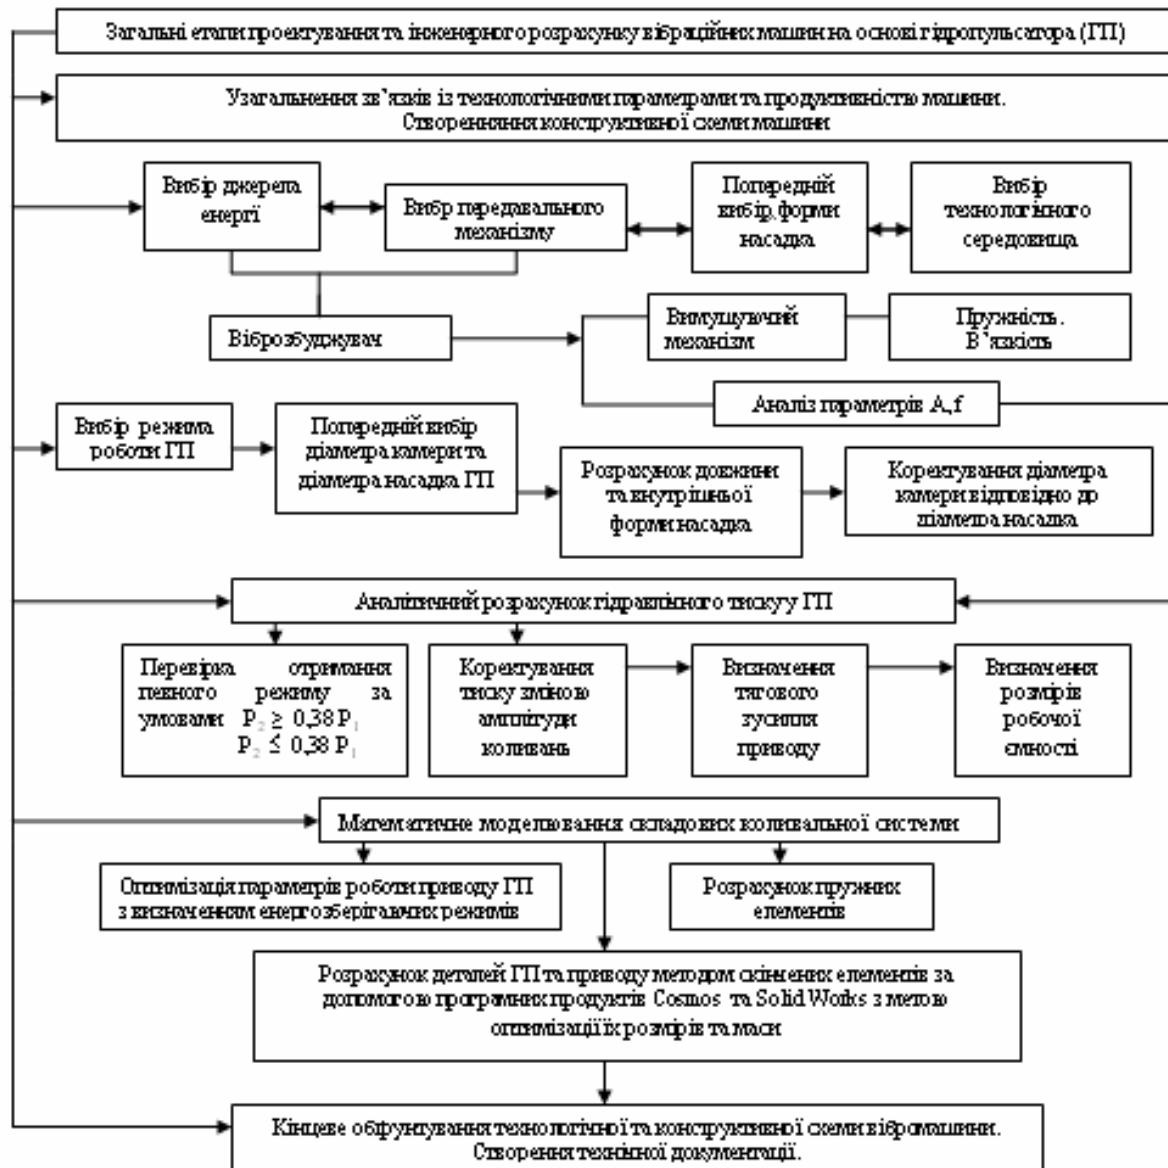 Загальні етапи проектування та інженерного розрахунку вібраційних машин на основі гідропульсатора (ГП)
Узагальнення зв’язків із технологічними параметрами та продуктивністю машини.
Створенняання конструктивної схеми машини
Вибір джерела
енергії
Вибр передавального
механізму
Попередній
вибір форми
насадка
Вибір
технологічного
середовища
Віброзбуджувач
Вимушуючий
механізм
Пружність.
В’язкість
Аналіз параметрів A, f
Вибір режима
роботи ГП
Попередній вибір
діаметра камери та
діаметра насадка ГП
Розрахунок довжини
та внутрішньої
форми насадка
Коректування діаметра
камери відповідно до
діаметра насадка
Аналітичний розрахунок гідравлічного тиску у ГП
Перевірка отримання
певного режиму за
умовами P₂ ≥ 0,38 P₁
P₂ ≤ 0,38 P₁
Коректування
тиску зміною
амплітуди
коливань
Визначення
тягового
зусилля
приводу
Визначення
розмірів
робочої
ємності
Математичне моделювання складових коливальної системи
Оптимізація параметрів роботи приводу ГП
з визначенням енергозберігаючих режимів
Розрахунок пружних
елементів
Розрахунок деталей ГП та приводу методом скінчених елементів за
допомогою програмних продуктів Cosmos та Solid Works з метою
оптимізації їх розмірів та маси
Кінцеве обґрунтування технологічної та конструктивної схеми вібромашини.
Створення технічної документації.